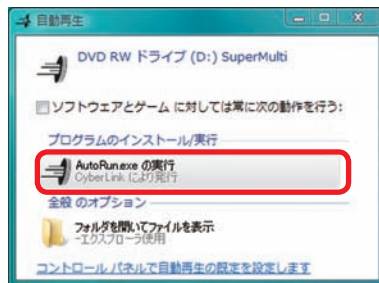 自動再生
DVD RW ドライブ (D:) SuperMulti
ソフトウェアとゲーム に対しては常に次の動作を行う:
プログラムのインストール/実行
AutoRun.exe の実行
CyberLink により発行
全般 のオプション
フォルダを開いてファイルを表示
-エクスプローラ使用
コントロール パネルで自動再生の既定を設定します